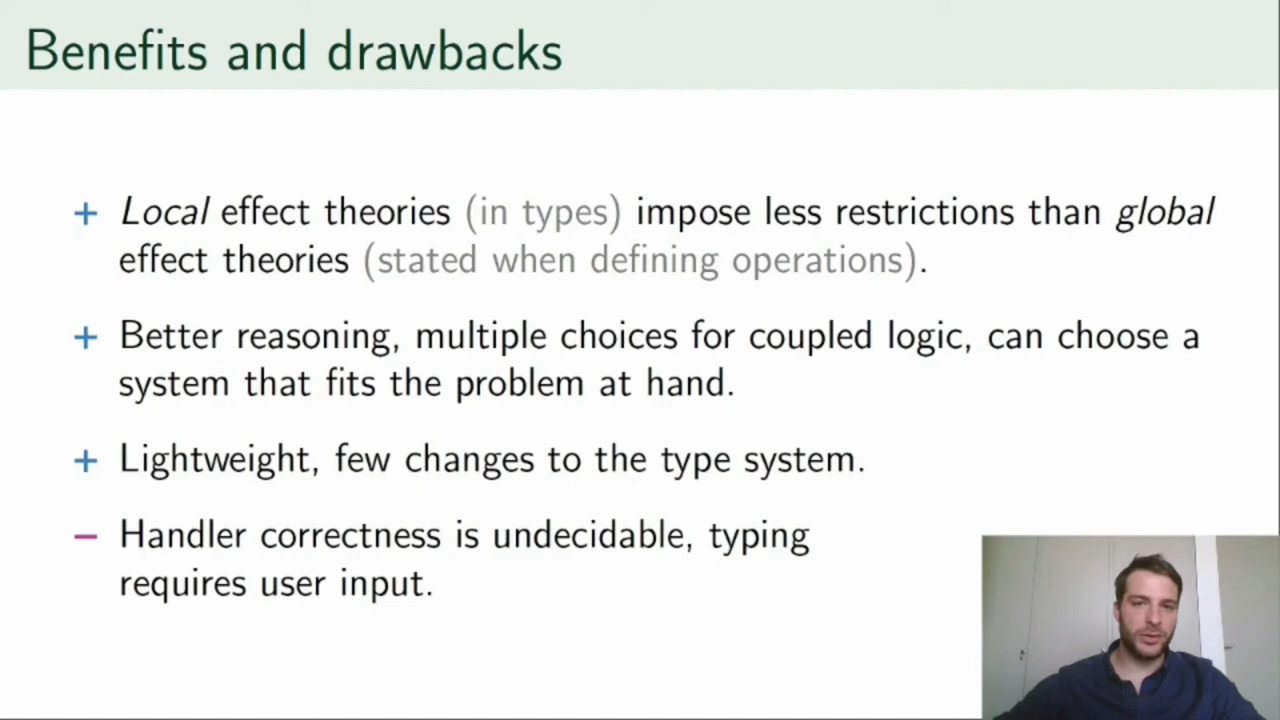 Benefits and drawbacks
+ Local effect theories (in types) impose less restrictions than global
effect theories (stated when defining operations).
+ Better reasoning, multiple choices for coupled logic, can choose a
system that fits the problem at hand.
+ Lightweight, few changes to the type system.
− Handler correctness is undecidable, typing
requires user input.